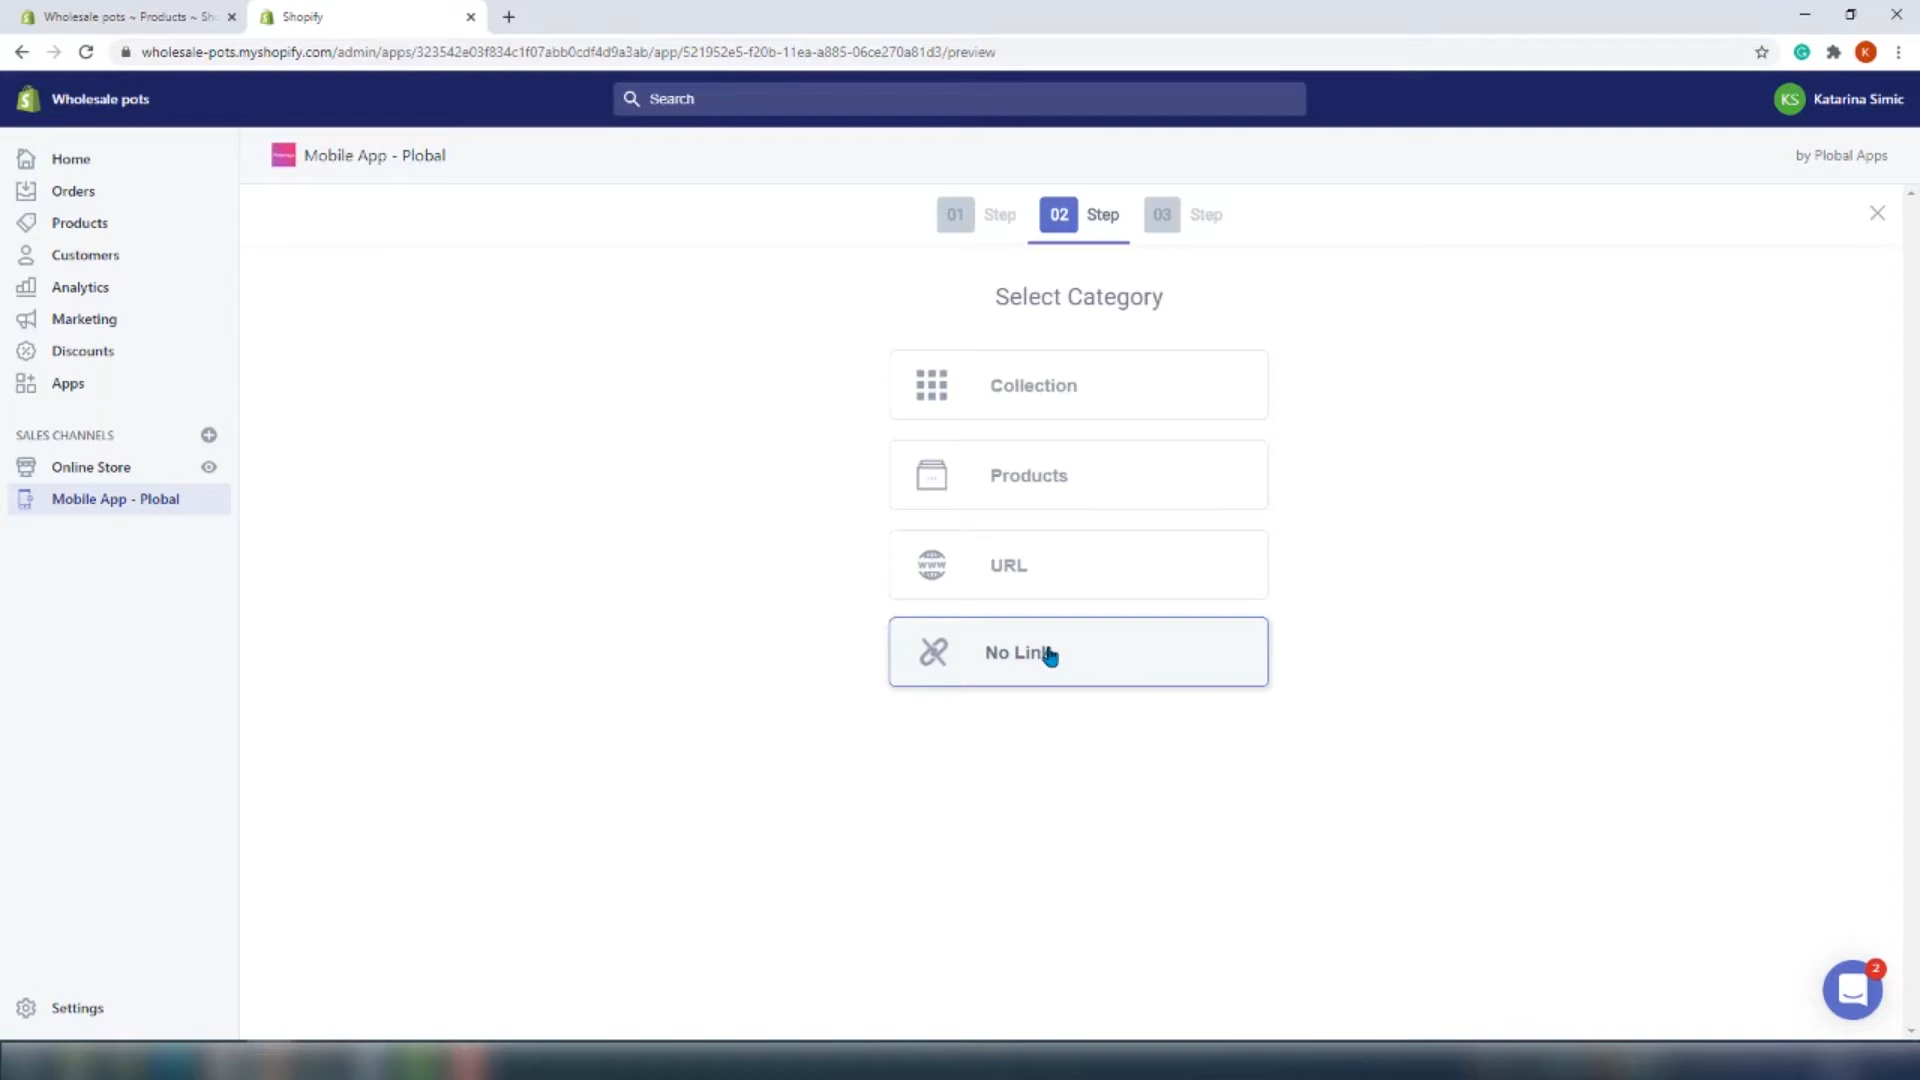 Wholesale pots ~ Products ~ Sh
Shopify
wholesale-pots.myshopify.com/admin/apps/323542e03f834c1f07abb0cdf4d9a3ab/app/521952e5-f20b-11ea-a885-06ce270a81d3/preview
K
Wholesale pots
Search
KS
Katarina Simic
Home
Orders
Products
Customers
Analytics
Marketing
Discounts
Apps
SALES CHANNELS
Online Store
Mobile App - Plobal
Settings
Mobile App - Plobal
by Plobal Apps
01 Step
02 Step
03 Step
Select Category
Collection
Products
WWW
URL
No Link
2